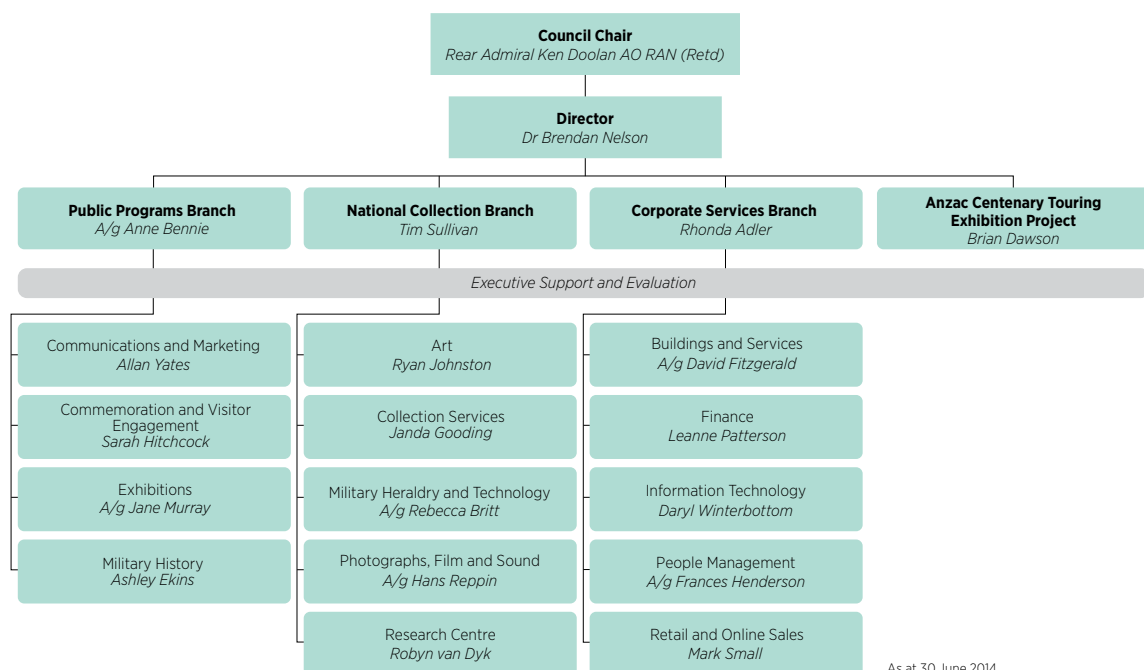 Council Chair
Rear Admiral Ken Doolan AO RAN (Retd)
Director
Dr Brendan Nelson
Public Programs Branch
A/g Anne Bennie
National Collection Branch
Tim Sullivan
Corporate Services Branch
Rhonda Adler
Anzac Centenary Touring
Exhibition Project
Brian Dawson
Executive Support and Evaluation
Communications and Marketing
Allan Yates
Commemoration and Visitor
Engagement
Sarah Hitchcock
Exhibitions
A/g Jane Murray
Military History
Ashley Ekins
Art
Ryan Johnston
Collection Services
Janda Gooding
Military Heraldry and Technology
A/g Rebecca Britt
Photographs, Film and Sound
A/g Hans Reppin
Research Centre
Robyn van Dyk
Buildings and Services
A/g David Fitzgerald
Finance
Leanne Patterson
Information Technology
Daryl Winterbottom
People Management
A/g Frances Henderson
Retail and Online Sales
Mark Small
As at 30 June 2014